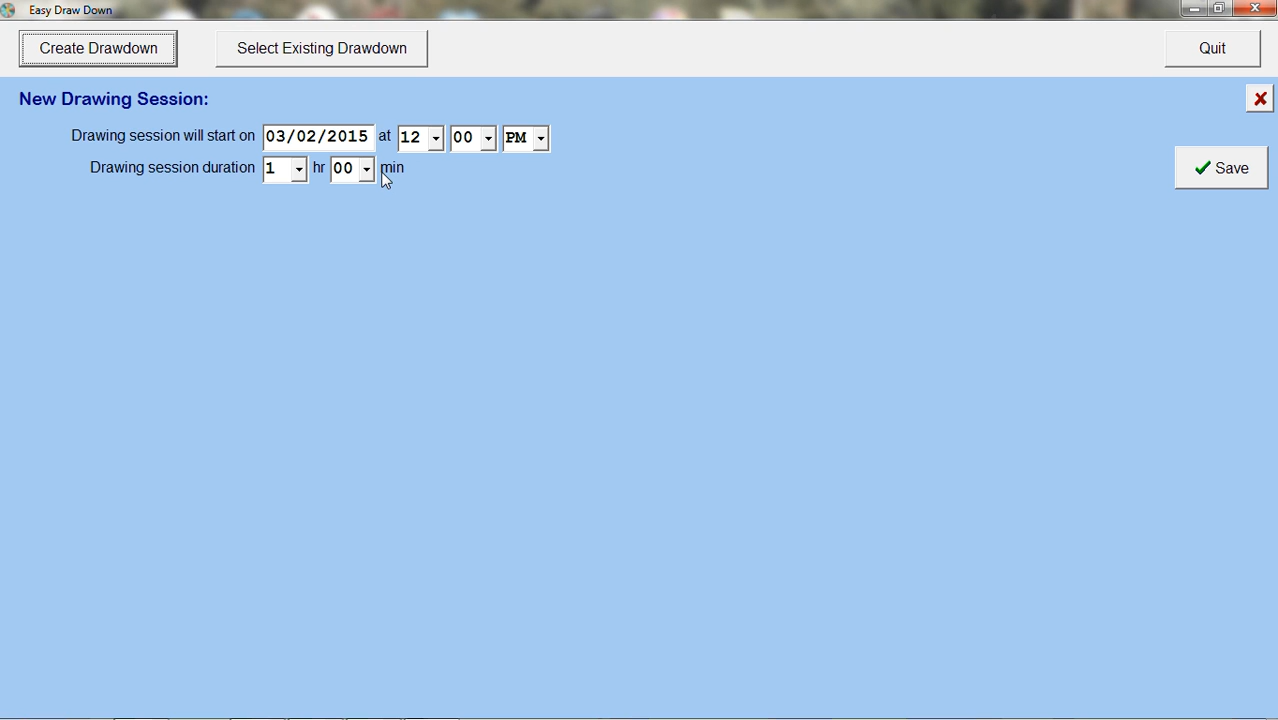 Easy Draw Down
Create Drawdown Select Existing Drawdown Quit
New Drawing Session:
Drawing session will start on 03/02/2015 at 12 00 PM
Drawing session duration 1 hr 00 min
Save